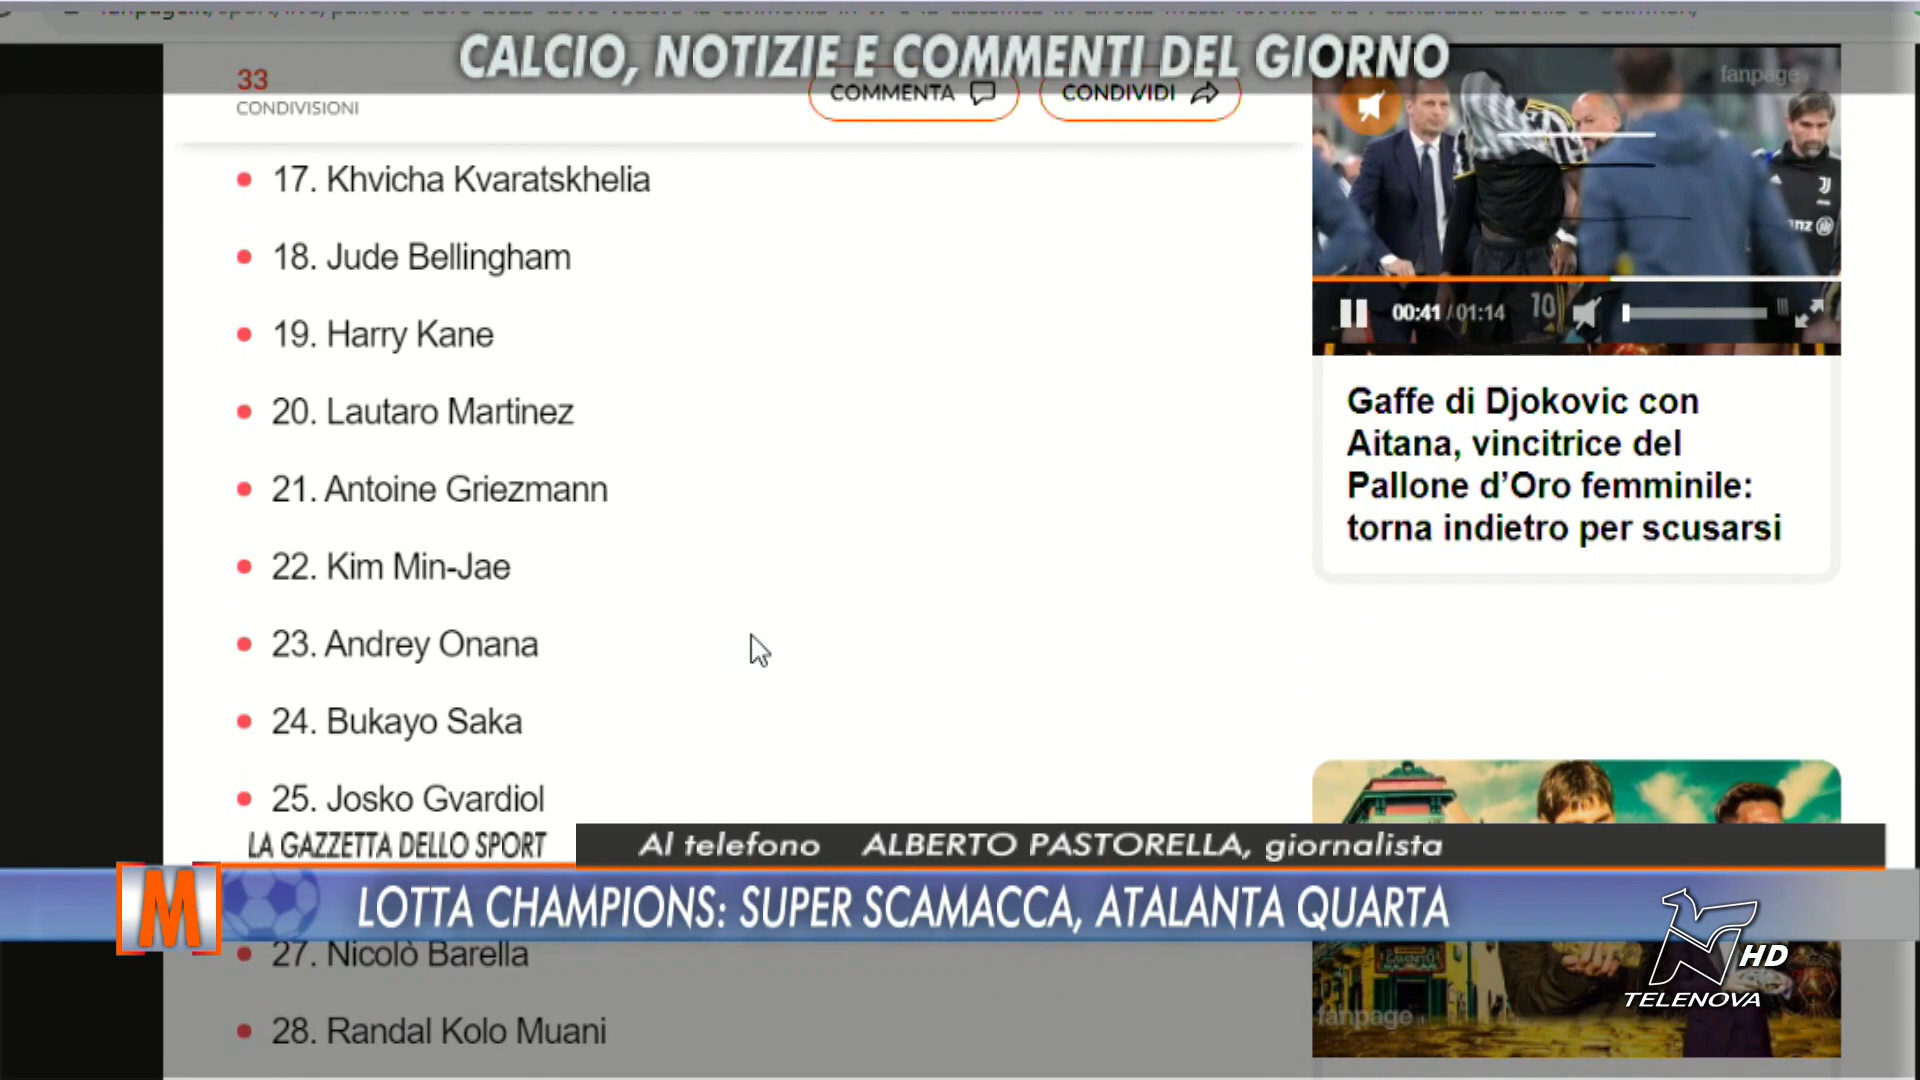 CALCIO, NOTIZIE E COMMENTI DEL GIORNO
33
CONDIVISIONI
COMMENTA
CONDIVIDI
17. Khvicha Kvaratskhelia
18. Jude Bellingham
19. Harry Kane
20. Lautaro Martinez
21. Antoine Griezmann
22. Kim Min-Jae
23. Andrey Onana
24. Bukayo Saka
25. Josko Gvardiol
27. Nicolò Barella
28. Randal Kolo Muani
fanpage
10
00:41 / 01:14
Gaffe di Djokovic con
Aitana, vincitrice del
Pallone d’Oro femminile:
torna indietro per scusarsi
CAMINITO
fanpage
LA GAZZETTA DELLO SPORT
Al telefono ALBERTO PASTORELLA, giornalista
M
LOTTA CHAMPIONS: SUPER SCAMACCA, ATALANTA QUARTA
HD
TELENOVA